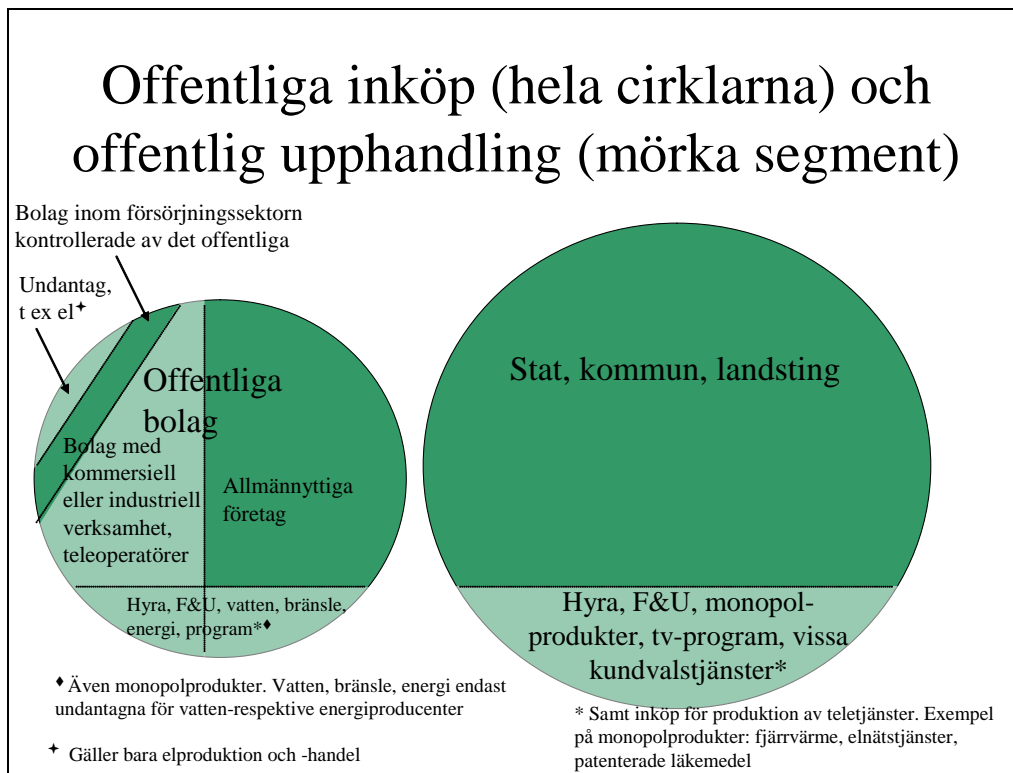 Offentliga inköp (hela cirklarna) och
offentlig upphandling (mörka segment)
Bolag inom försörjningssektorn
kontrollerade av det offentliga
Undantag,
t ex el✦
Offentliga
bolag
Bolag med
kommersiell
eller industriell
verksamhet,
teleoperatörer
Allmännyttiga
företag
Hyra, F&U, vatten, bränsle,
energi, program*♦
Stat, kommun, landsting
Hyra, F&U, monopol-
produkter, tv-program, vissa
kundvalstjänster*
♦ Även monopolprodukter. Vatten, bränsle, energi endast
undantagna för vatten-respektive energiproducenter
✦ Gäller bara elproduktion och -handel
* Samt inköp för produktion av teletjänster. Exempel
på monopolprodukter: fjärrvärme, elnätstjänster,
patenterade läkemedel